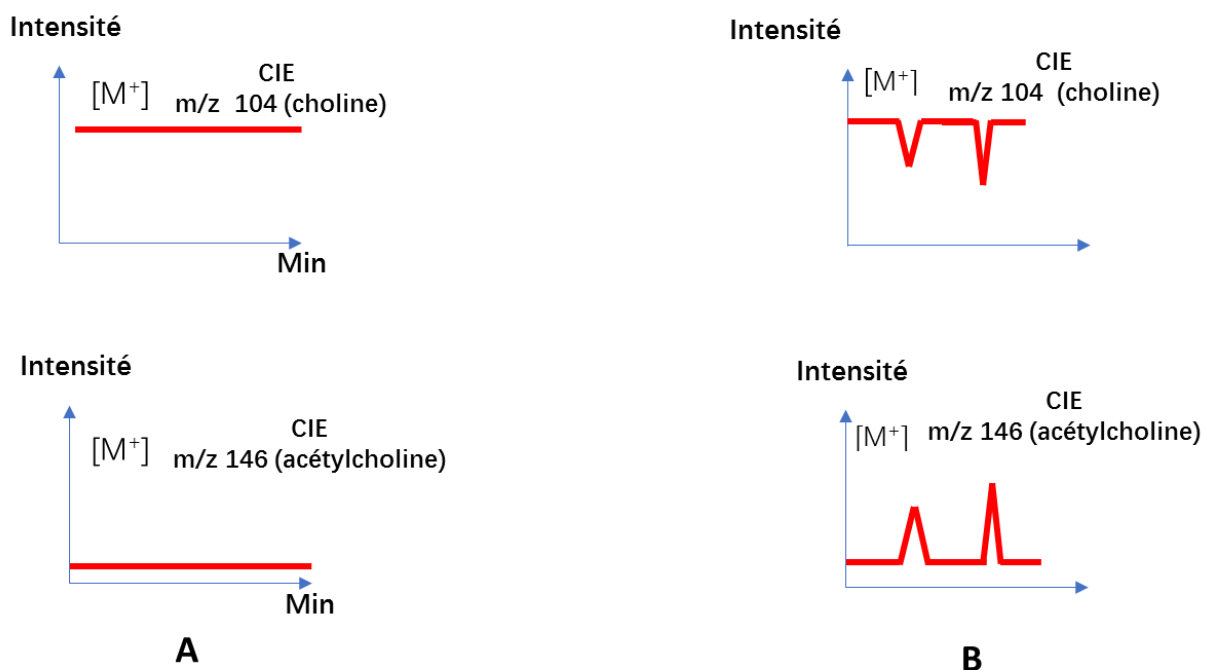 Intensité
[M⁺]
CIE
m/z 104 (choline)
Min
Intensité
[M⁺]
CIE
m/z 104 (choline)
Intensité
[M⁺]
CIE
m/z 146 (acétylcholine)
Min
A
Intensité
[M⁺]
CIE
m/z 146 (acétylcholine)
B